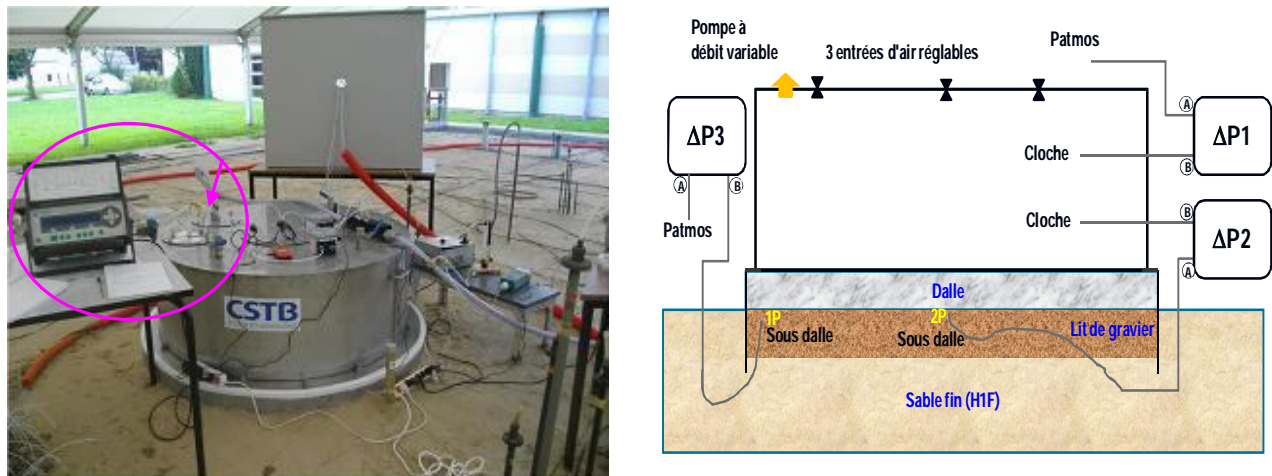 CSTB
Pompe à
débit variable
3 entrées d'air réglables
Patmos
ΔP3
A
B
Patmos
A
ΔP1
B
Cloche
Cloche
B
ΔP2
A
Dalle
1P
Sous dalle
2P
Sous dalle
Lit de gravier
Sable fin (H1F)